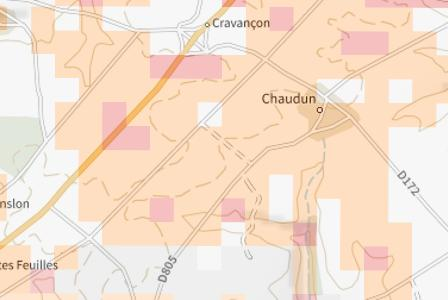 Cravançon
Chaudun
D172
nslon
tes Feuilles
D805